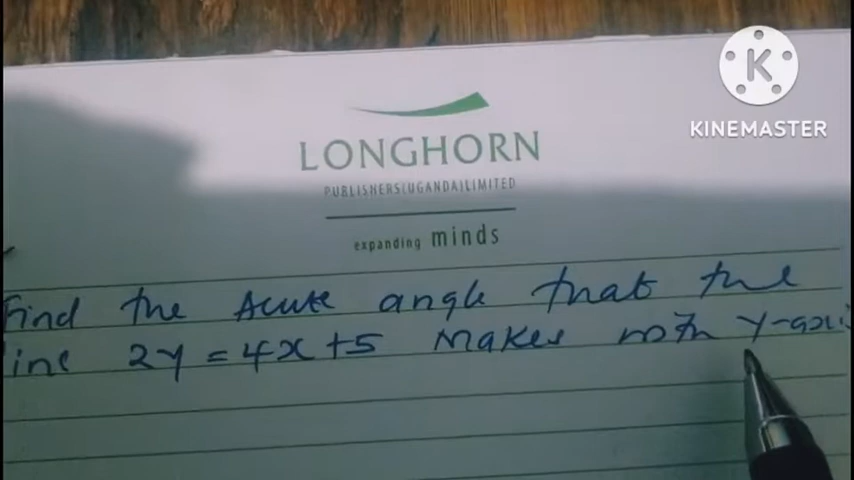 KINEMASTER
LONGHORN
PUBLISHERS(UGANDA)LIMITED
expanding minds
Find the Acute angle that the
line 2y = 4x + 5 Makes with Y-axis